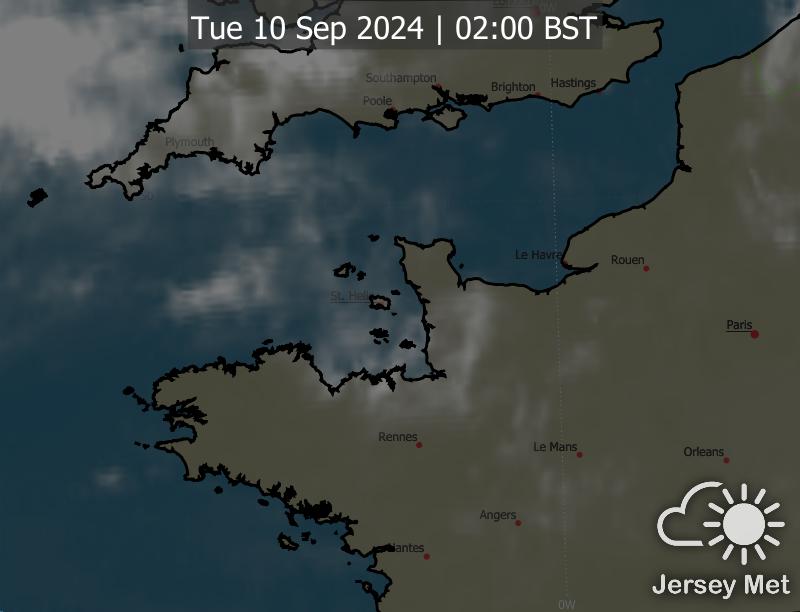 Tue 10 Sep 2024 | 02:00 BST
Southampton
Brighton
Hastings
Poole
Plymouth
Le Havre
Rouen
St. Helier
Paris
Rennes
Le Mans
Orleans
Angers
Nantes
Jersey Met
0W